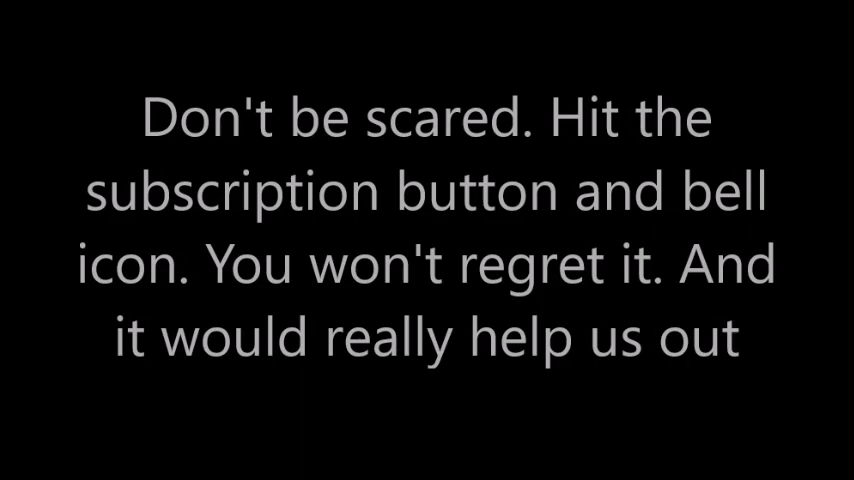 Don't be scared. Hit the
subscription button and bell
icon. You won't regret it. And
it would really help us out